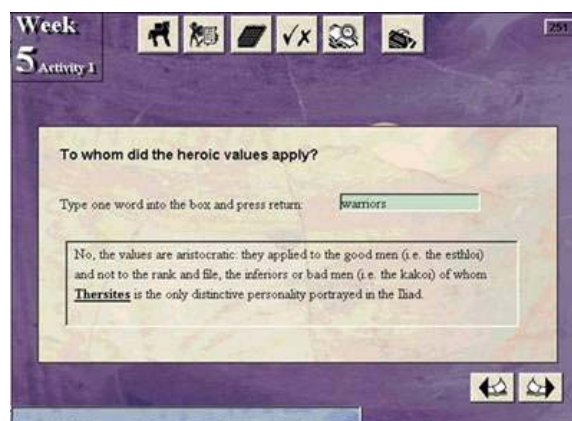 Week
5 Activity 1
251
To whom did the heroic values apply?
Type one word into the box and press return: warriors
No, the values are aristocratic: they applied to the good men (i.e. the esthloi)
and not to the rank and file, the inferiors or bad men (i.e. the kakoi) of whom
Thersites is the only distinctive personality portrayed in the Iliad.